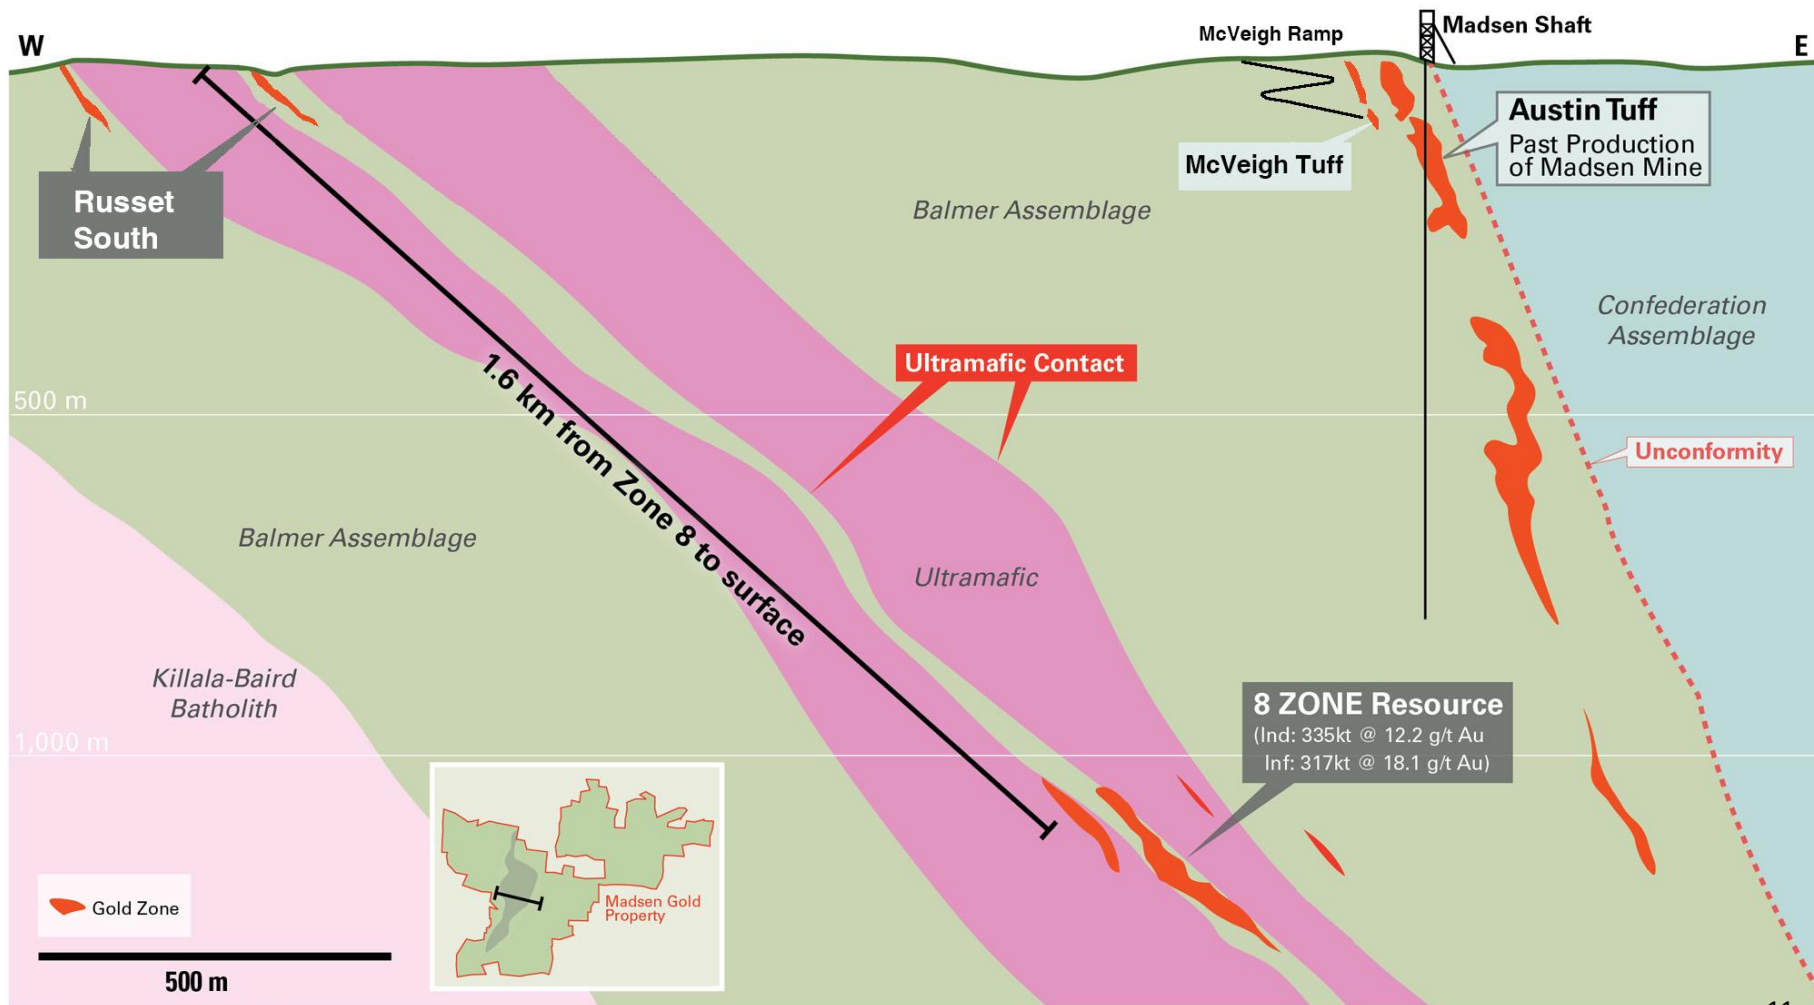 W
McVeigh Ramp
Madsen Shaft
E
Austin Tuff
Past Production
of Madsen Mine
McVeigh Tuff
Russet
South
Balmer Assemblage
Confederation
Assemblage
Ultramafic Contact
1.6 km from Zone 8 to surface
500 m
Unconformity
Balmer Assemblage
Ultramafic
Killala-Baird
Batholith
8 ZONE Resource
(Ind: 335kt @ 12.2 g/t Au
Inf: 317kt @ 18.1 g/t Au)
1,000 m
Gold Zone
Madsen Gold
Property
500 m